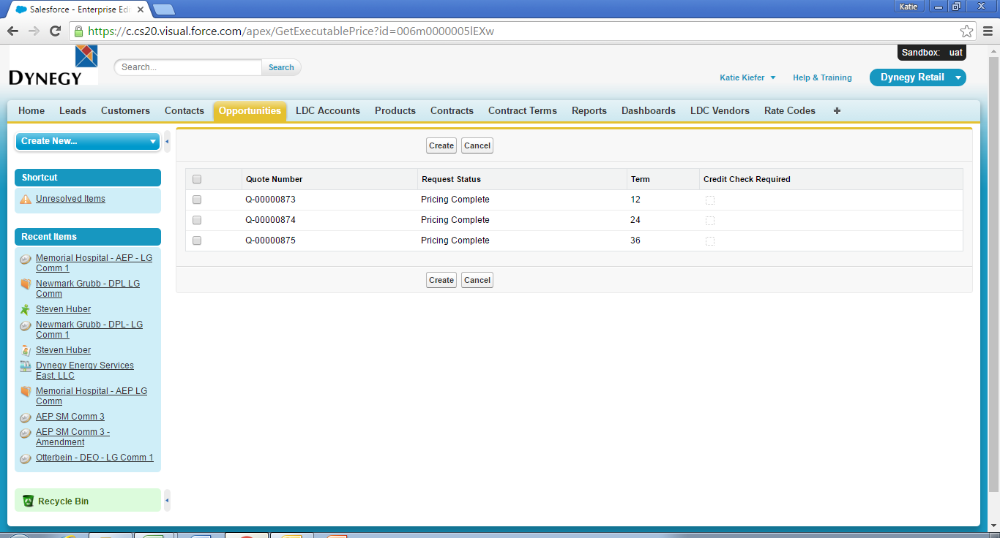 Salesforce - Enterprise Edi
Katie
https://c.cs20.visual.force.com/apex/GetExecutablePrice?id=006m0000005lEXw
Sandbox: uat
DYNEGY
Search...
Search
Katie Kiefer
Help & Training
Dynegy Retail
Home Leads Customers Contacts Opportunities LDC Accounts Products Contracts Contract Terms Reports Dashboards LDC Vendors Rate Codes +
Create New...
Shortcut
Unresolved Items
Recent Items
Memorial Hospital - AEP - LG
Comm 1
Newmark Grubb - DPL LG
Comm
Steven Huber
Newmark Grubb - DPL- LG
Comm 1
Steven Huber
Dynegy Energy Services
East, LLC
Memorial Hospital - AEP LG
Comm
AEP SM Comm 3
AEP SM Comm 3 -
Amendment
Otterbein - DEO - LG Comm 1
Recycle Bin
Create Cancel
Quote Number Request Status Term Credit Check Required
Q-00000873 Pricing Complete 12
Q-00000874 Pricing Complete 24
Q-00000875 Pricing Complete 36
Create Cancel